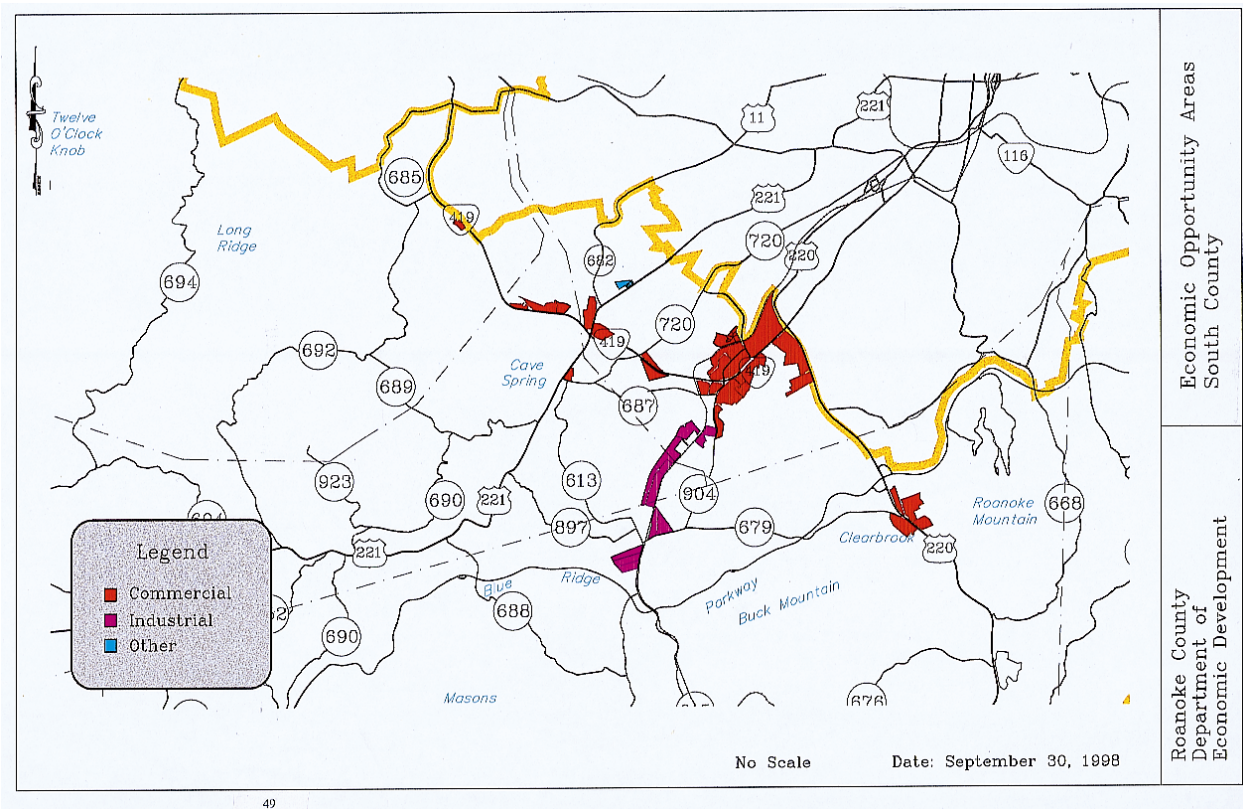 Twelve
O'Clock
Knob
11
221
116
685
419
221
Long
Ridge
720
220
682
694
720
419
692
Cave
Spring
419
689
687
923
690
221
613
904
Roanoke
Mountain
668
897
679
Clearbrook
220
221
Legend
Commercial
Industrial
Other
Blue
Ridge
Parkway
Buck Mountain
688
690
Masons
676
No Scale
Date: September 30, 1998
Economic Opportunity Areas
South County
Roanoke County
Department of
Economic Development
49